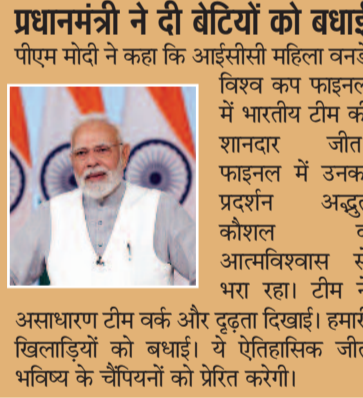 प्रधानमंत्री ने दी बेटियों को बधाई
पीएम मोदी ने कहा कि आईसीसी महिला वनड
विश्व कप फाइनल
में भारतीय टीम की
शानदार जीत
फाइनल में उनक
प्रदर्शन अद्भुत
कौशल व
आत्मविश्वास से
भरा रहा। टीम ने
असाधारण टीम वर्क और दृढ़ता दिखाई। हमारी
खिलाड़ियों को बधाई। ये ऐतिहासिक जीत
भविष्य के चैंपियनों को प्रेरित करेगी।